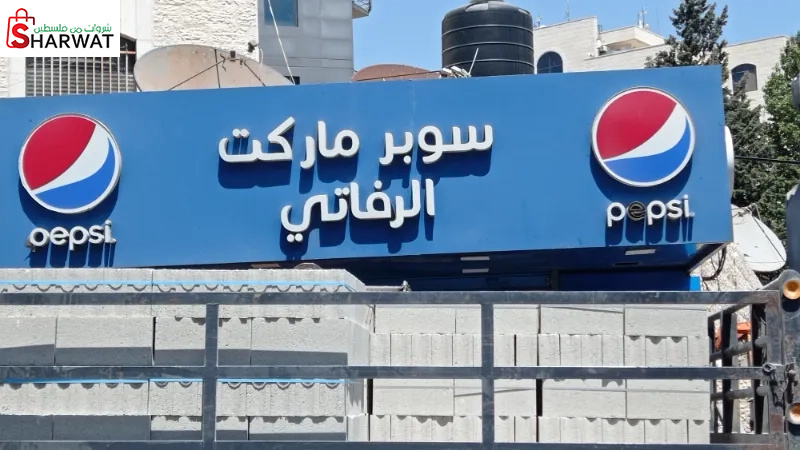 شروات من فلسطين
SHARWAT
سوبر ماركت
الرفاتي
pepsi
pepsi